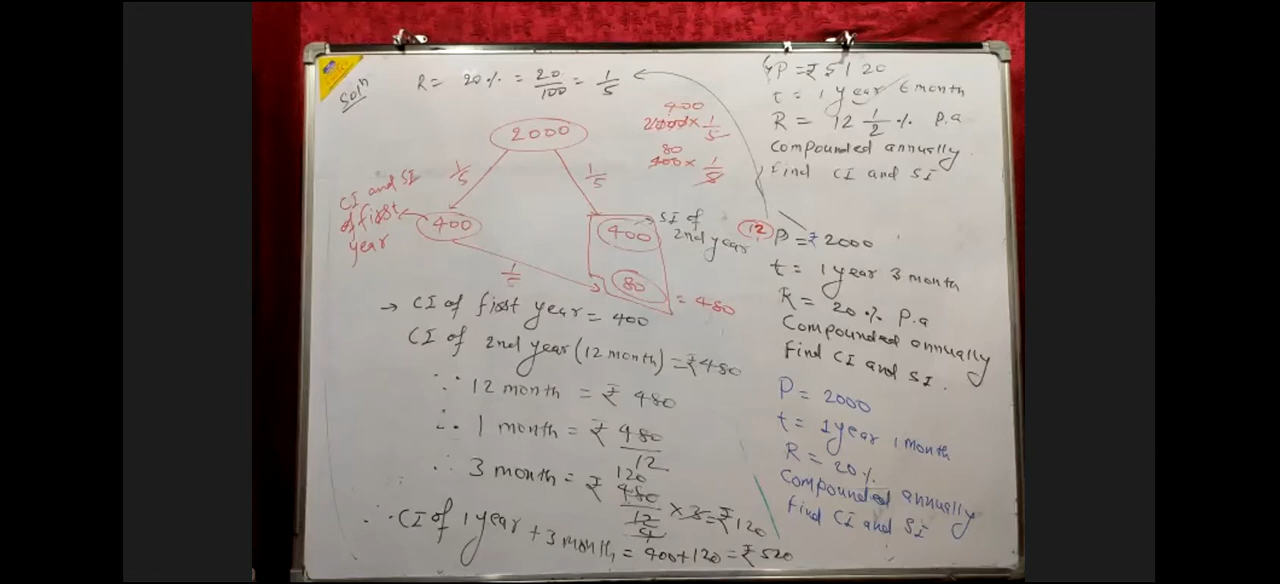 Solⁿ
R = 20% = 20/100 = 1/5
2000
400
2000 × 1/5
80
400 × 1/5
1/5
1/5
CI and SI
of first
year
400
400
SI of
2nd year
1/5
80
= 480
→ CI of first year = 400
CI of 2nd year (12 month) = ₹480
∵ 12 month = ₹ 480
∴ 1 month = ₹ 480/12
120
∴ 3 month = ₹ 480/12 × 3 = ₹120
4
∴ CI of 1 year + 3 month = 400+120 = ₹520
P = ₹ 5120
t = 1 year 6 month
R = 12 1/2 % p.a
Compounded annually
find CI and SI
12 P = ₹ 2000
t = 1 year 3 month
R = 20% p.a
Compounded annually
find CI and SI.
P = 2000
t = 1 year 1 month
R = 20%
Compounded annually
find CI and SI